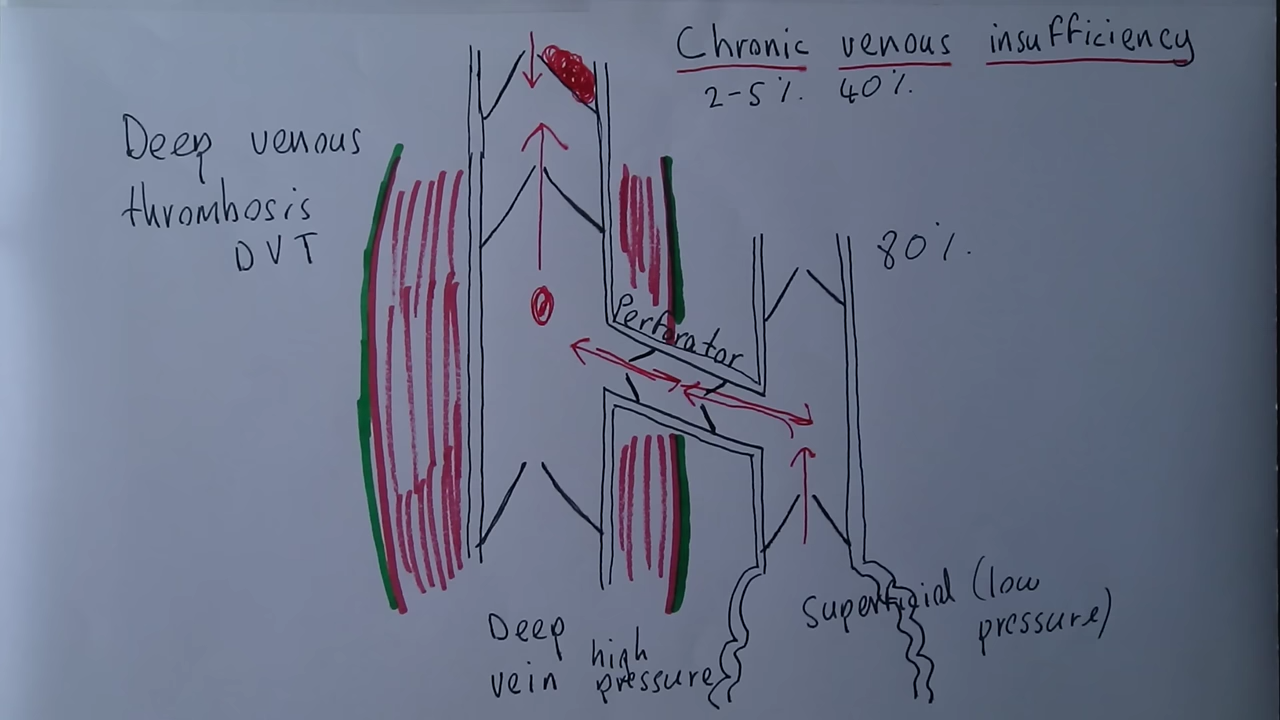 Chronic venous insufficiency
2-5%. 40%.
Deep venous
thrombosis
DVT
80%.
Perforator
Superficial (low
pressure)
Deep
vein
high
pressure